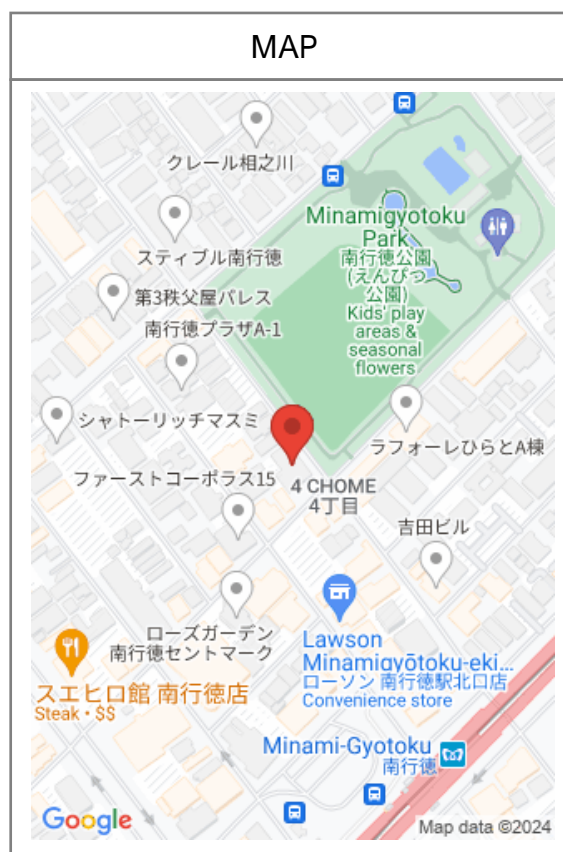 MAP
クレール相之川
Minamigyotoku
Park
南行徳公園
(えんぴつ
公園)
Kids' play
areas &
seasonal
flowers
スティブル南行徳
第3秩父屋パレス
南行徳プラザA-1
シャトーリッチマスミ
ラフォーレひらとA棟
ファーストコーポラス15
4 CHOME
4丁目
吉田ビル
ローズガーデン
南行徳セントマーク
Lawson
Minamigyōtoku-eki...
ローソン 南行徳駅北口店
Convenience store
スエヒロ館 南行徳店
Steak • $$
Minami-Gyotoku
南行徳
Google
Map data ©2024